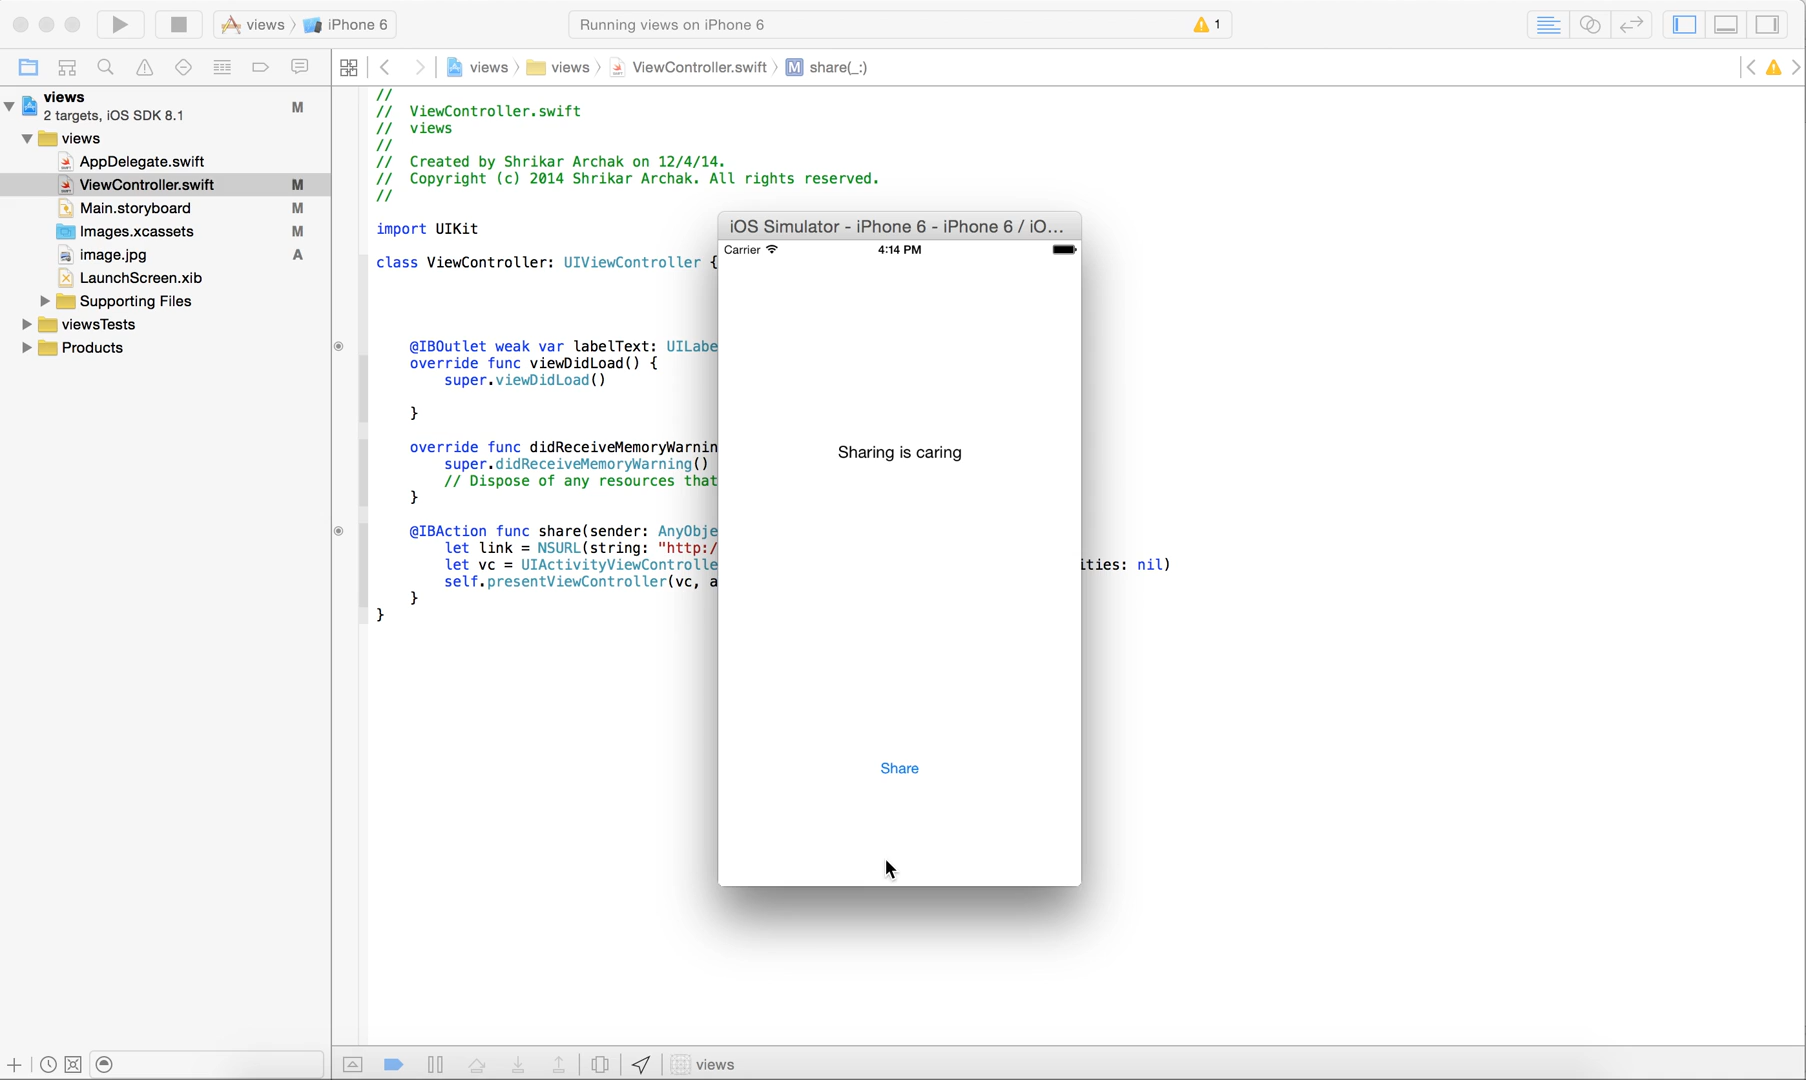 views
iPhone 6
Running views on iPhone 6
1
views
views
ViewController.swift
M
share(_:)
views
2 targets, iOS SDK 8.1
M
views
AppDelegate.swift
ViewController.swift
M
Main.storyboard
M
Images.xcassets
M
image.jpg
A
LaunchScreen.xib
Supporting Files
viewsTests
Products
//
// ViewController.swift
// views
//
// Created by Shrikar Archak on 12/4/14.
// Copyright (c) 2014 Shrikar Archak. All rights reserved.
//
import UIKit
class ViewController: UIViewController {
@IBOutlet weak var labelText: UILabe
override func viewDidLoad() {
super.viewDidLoad()
}
override func didReceiveMemoryWarnin
super.didReceiveMemoryWarning()
// Dispose of any resources that
}
@IBAction func share(sender: AnyObje
let link = NSURL(string: "http:/
let vc = UIActivityViewControlle
ities: nil)
self.presentViewController(vc, a
}
}
iOS Simulator - iPhone 6 - iPhone 6 / iO...
Carrier
4:14 PM
Sharing is caring
Share
views